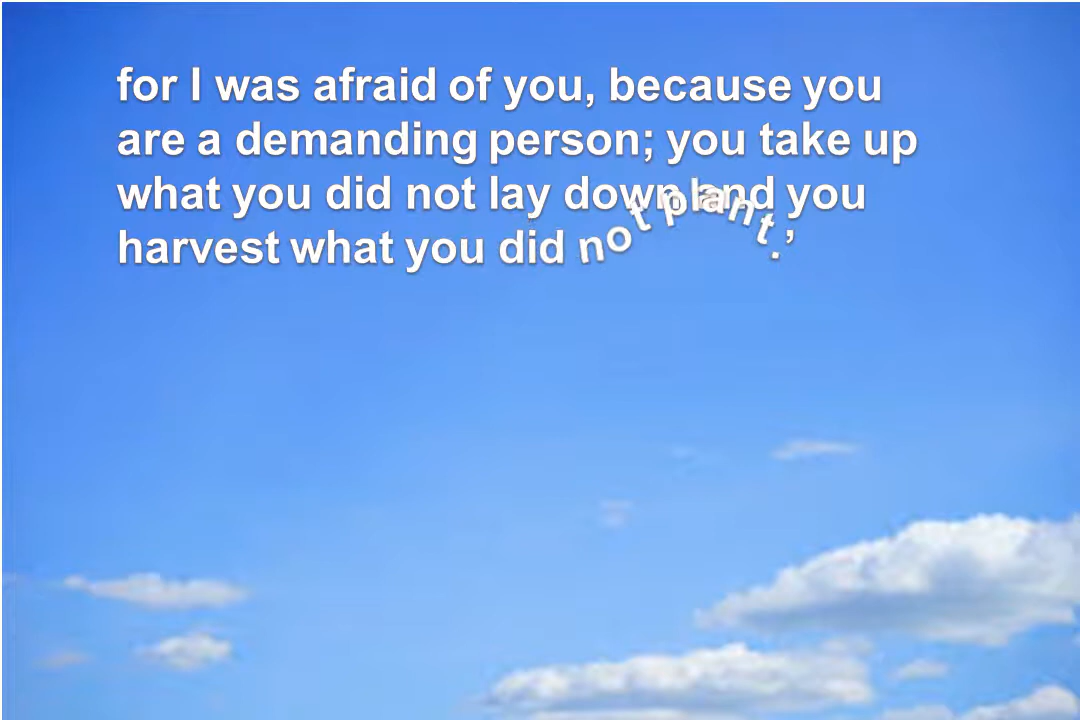 for I was afraid of you, because you
are a demanding person; you take up
what you did not lay down and you
harvest what you did not plant.’